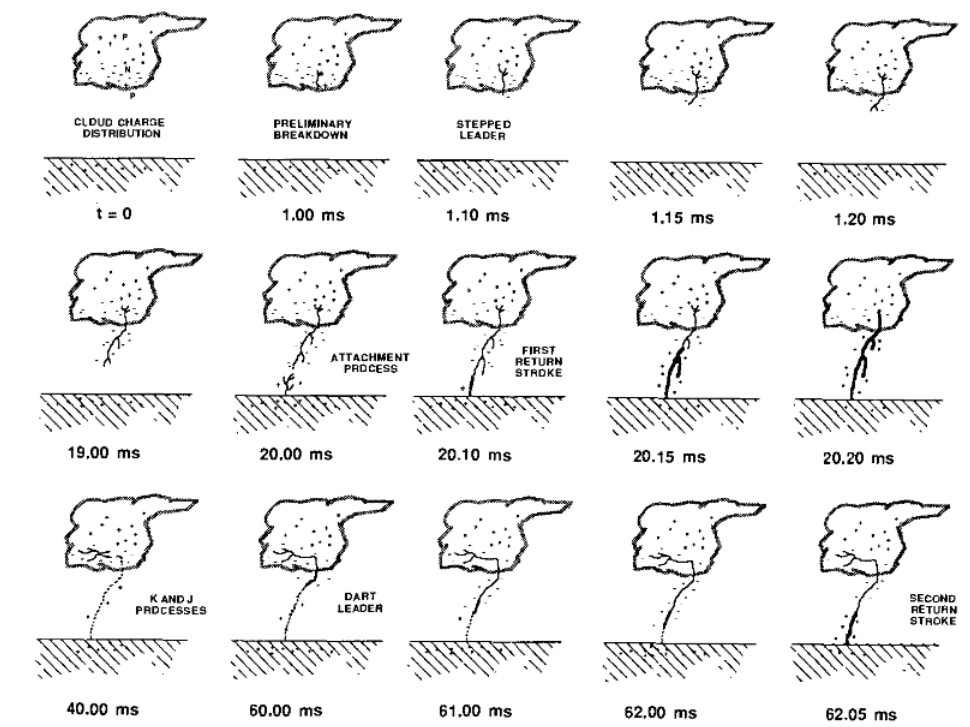 P
N
P
CLOUD CHARGE
DISTRIBUTION
PRELIMINARY
BREAKDOWN
STEPPED
LEADER
t = 0
1.00 ms
1.10 ms
1.15 ms
1.20 ms
ATTACHMENT
PROCESS
FIRST
RETURN
STROKE
19.00 ms
20.00 ms
20.10 ms
20.15 ms
20.20 ms
K AND J
PROCESSES
DART
LEADER
SECOND
RETURN
STROKE
40.00 ms
60.00 ms
61.00 ms
62.00 ms
62.05 ms